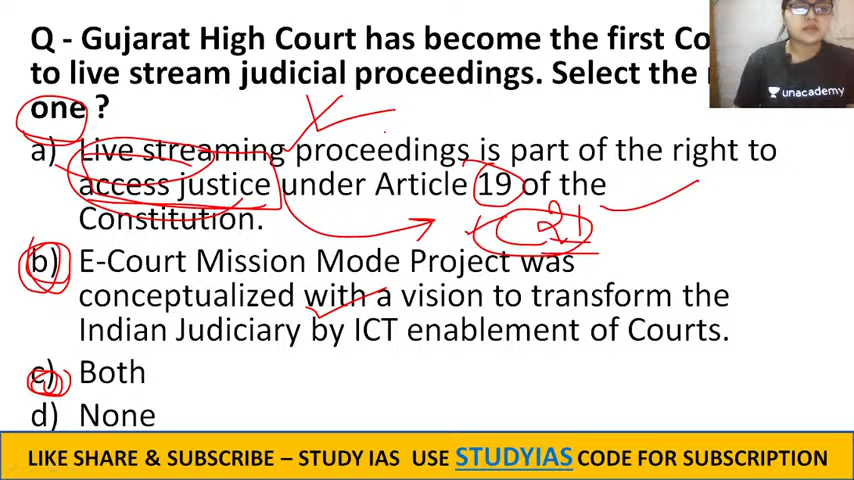 Q - Gujarat High Court has become the first Co
to live stream judicial proceedings. Select the
unacademy
one ?
a) Live streaming proceedings is part of the right to
access justice under Article 19 of the
Constitution.
21
b) E-Court Mission Mode Project was
conceptualized with a vision to transform the
Indian Judiciary by ICT enablement of Courts.
c) Both
d) None
LIKE SHARE & SUBSCRIBE – STUDY IAS USE STUDYIAS CODE FOR SUBSCRIPTION